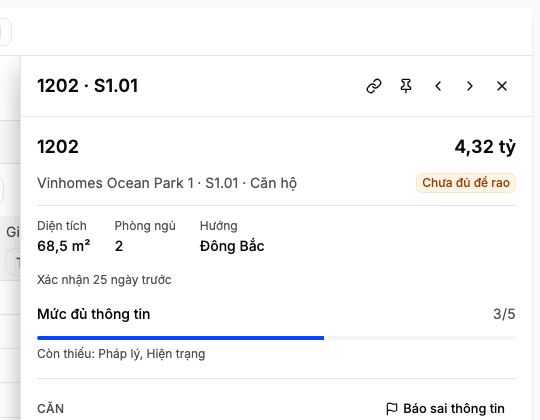 1202 · S1.01
1202
4,32 tỷ
Vinhomes Ocean Park 1 · S1.01 · Căn hộ
Chưa đủ để rao
Diện tích
Phòng ngủ
Hướng
68,5 m²
2
Đông Bắc
Xác nhận 25 ngày trước
Mức đủ thông tin
3/5
Còn thiếu: Pháp lý, Hiện trạng
CĂN
Báo sai thông tin